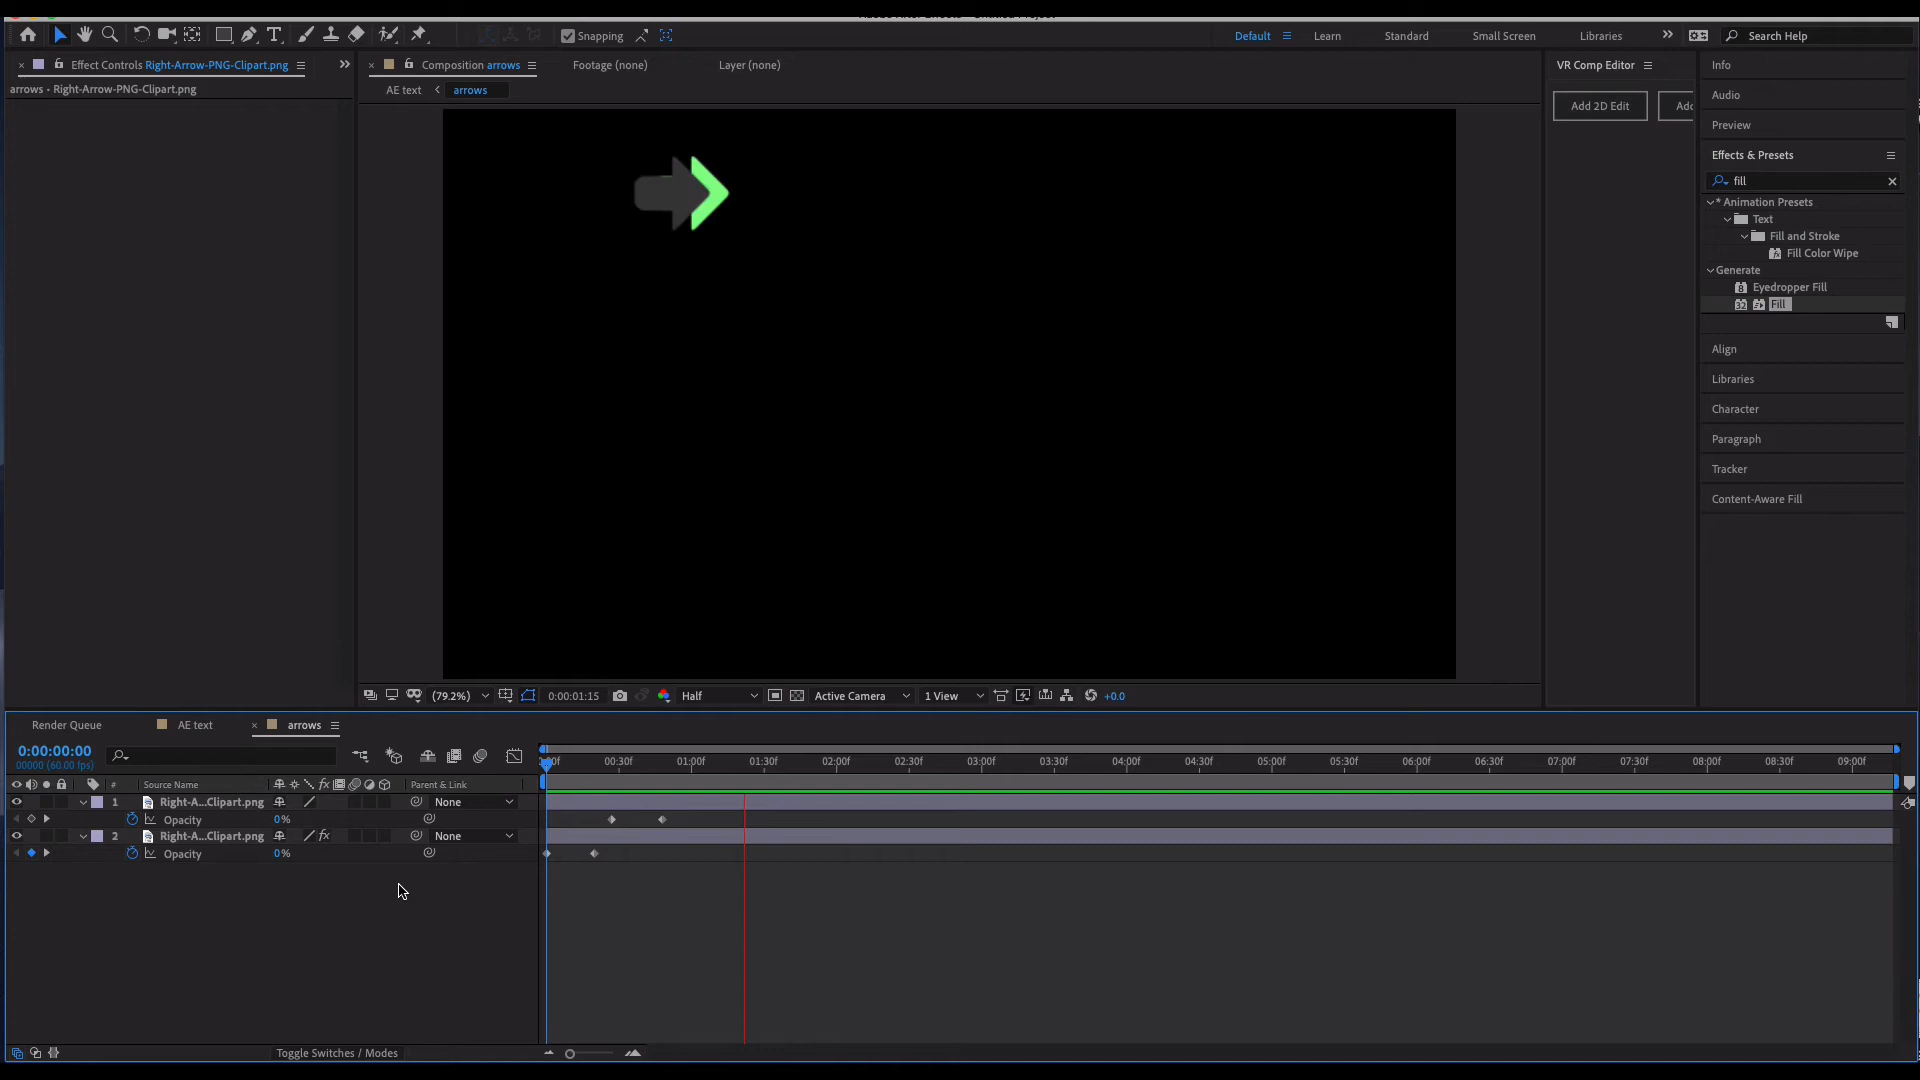 Snapping
Default
Learn
Standard
Small Screen
Libraries
Search Help
Effect Controls Right-Arrow-PNG-Clipart.png
Composition arrows
Footage (none)
Layer (none)
VR Comp Editor
Info
arrows • Right-Arrow-PNG-Clipart.png
AE text
arrows
Add 2D Edit
Audio
Preview
Effects & Presets
fill
* Animation Presets
Text
Fill and Stroke
Fill Color Wipe
Generate
Eyedropper Fill
Fill
Align
Libraries
Character
Paragraph
Tracker
Content-Aware Fill
(79.2%)
0:00:01:15
Half
Active Camera
1 View
+0.0
Render Queue
AE text
arrows
0:00:00:00
00000 (60.00 fps)
00:30f
01:00f
01:30f
02:00f
02:30f
03:00f
03:30f
04:00f
04:30f
05:00f
05:30f
06:00f
06:30f
07:00f
07:30f
08:00f
08:30f
09:00f
# Source Name
Parent & Link
1 Right-A...Clipart.png
None
Opacity 0%
2 Right-A...Clipart.png
None
Opacity 0%
Toggle Switches / Modes